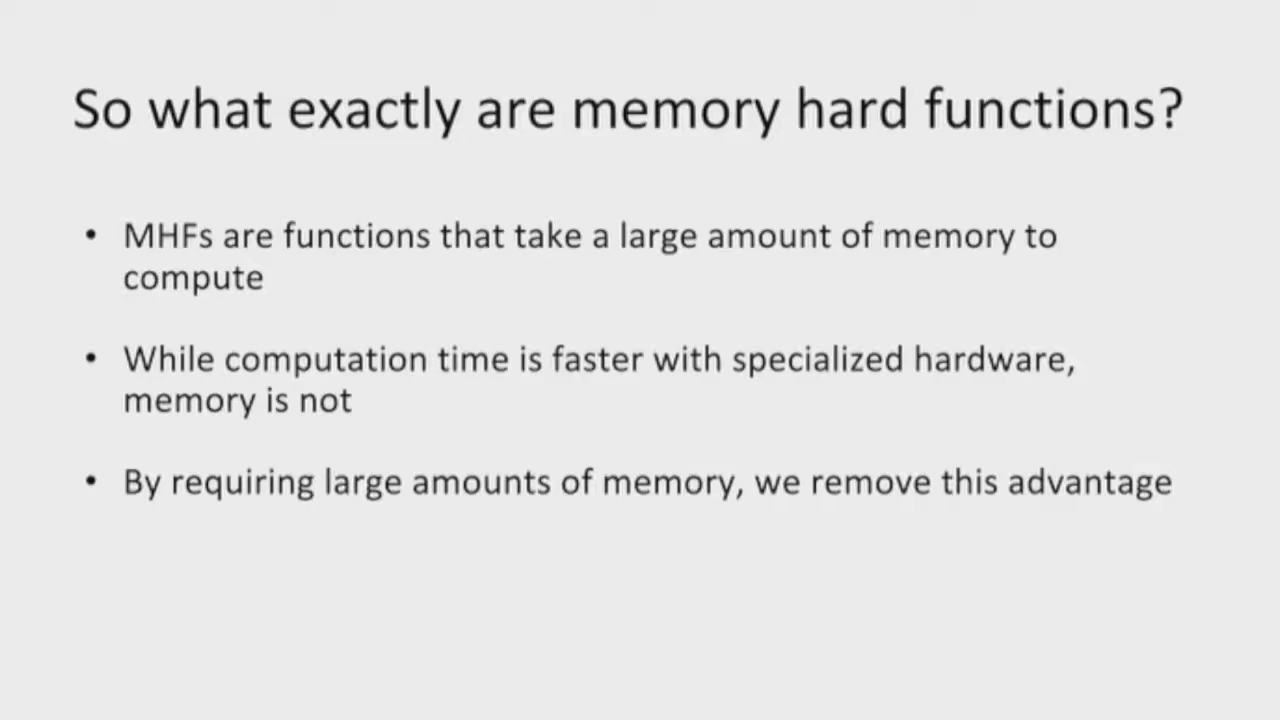 So what exactly are memory hard functions?
• MHFs are functions that take a large amount of memory to
compute
• While computation time is faster with specialized hardware,
memory is not
• By requiring large amounts of memory, we remove this advantage